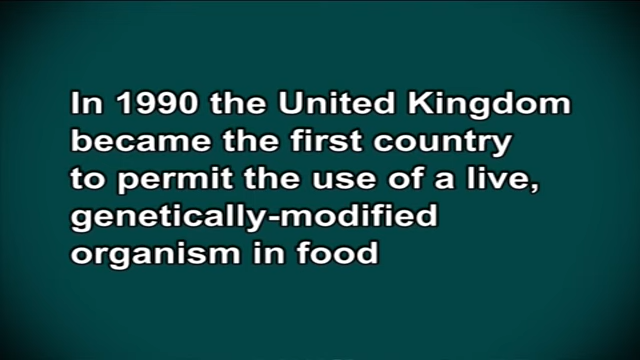 In 1990 the United Kingdom
became the first country
to permit the use of a live,
genetically-modified
organism in food